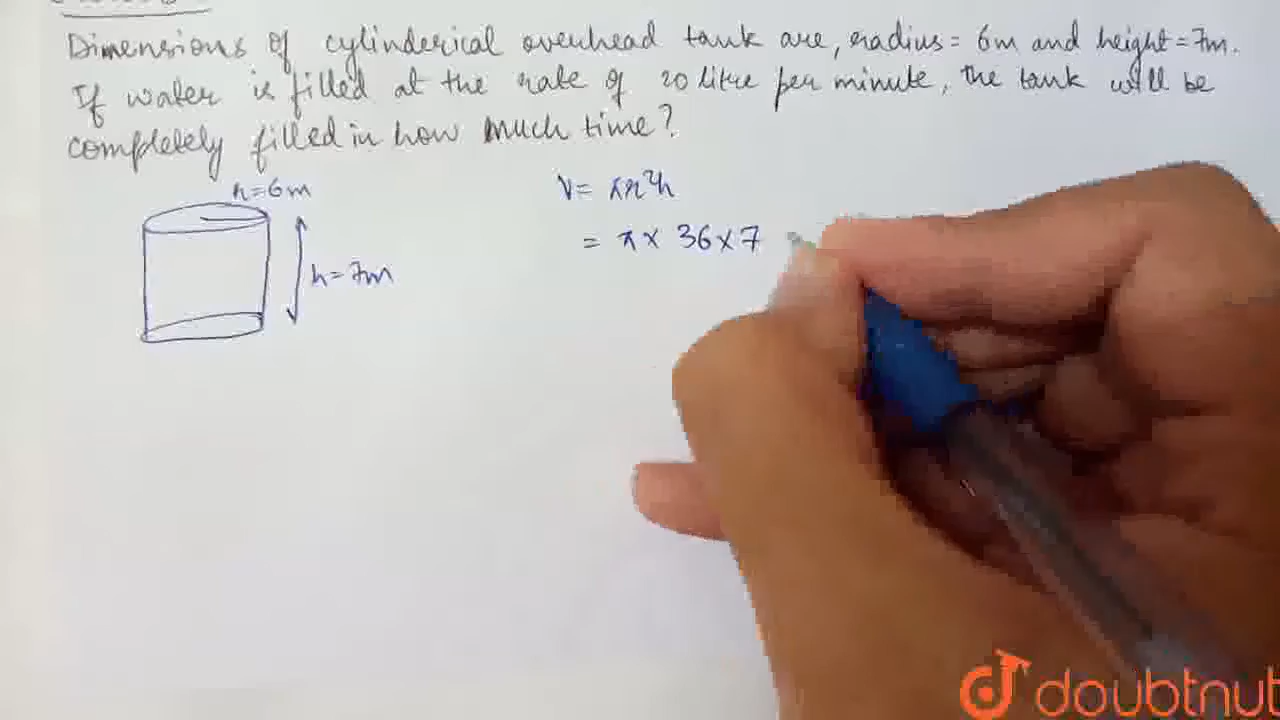 Dimensions of cylinderical overhead tank are, radius = 6m and height = 7m.
If water is filled at the rate of 20 litre per minute, the tank will be
completely filled in how much time?
r=6m
h=7m
V= πr²h
= π× 36×7
doubtnut